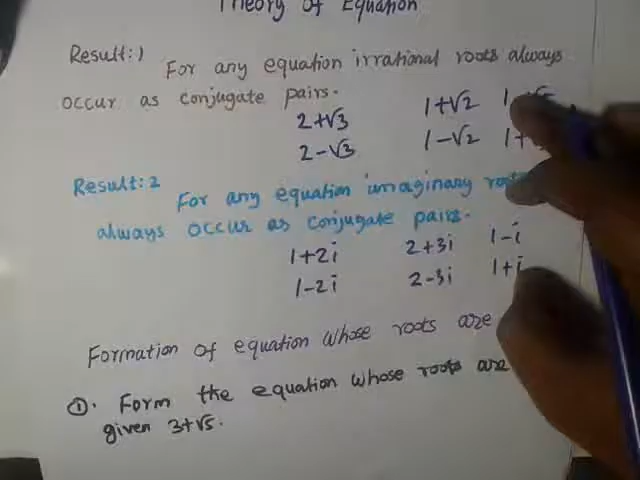 Theory of Equation
Result:1 For any equation irrational roots always
occur as conjugate pairs.
2+√3 1+√2
2-√3 1-√2
Result:2 For any equation imaginary roots
always occur as conjugate pairs.
1+2i 2+3i 1-i
1-2i 2-3i 1+i
Formation of equation whose roots are
①. Form the equation whose roots are
given 3+√5.